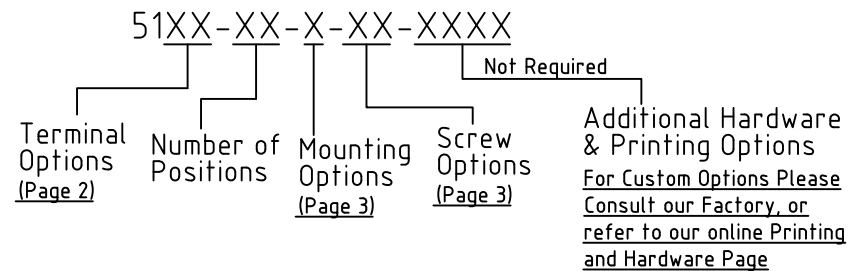 51XX-XX-X-XX-XXXX
Not Required
Terminal
Options
(Page 2)
Number of
Positions
Mounting
Options
(Page 3)
Screw
Options
(Page 3)
Additional Hardware
& Printing Options
For Custom Options Please
Consult our Factory, or
refer to our online Printing
and Hardware Page